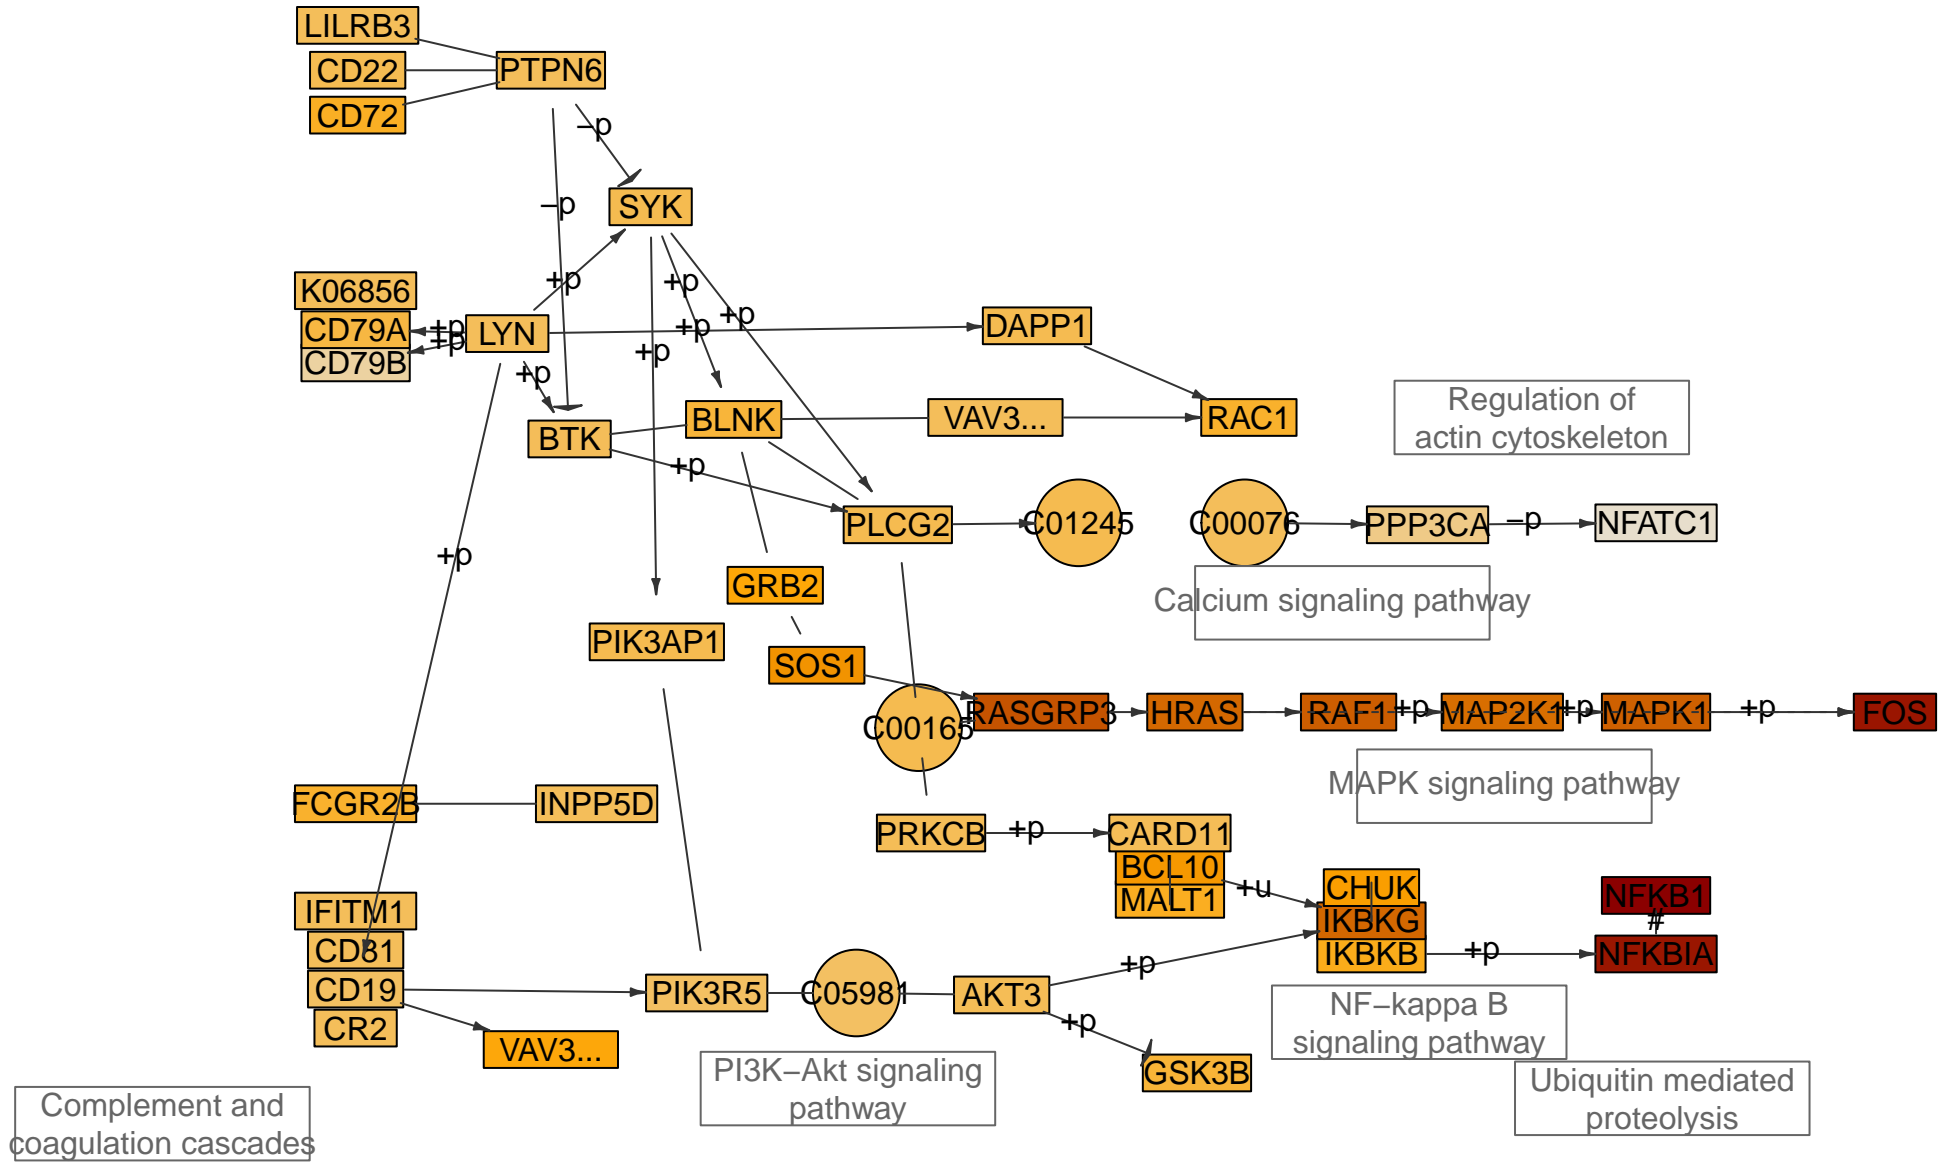 LILRB3
CD22
PTPN6
CD72
–p
–p
SYK
+p
+p
K06856
CD79A
+p
LYN
+p
+p
DAPP1
CD79B
+p
+p
+p
BTK
BLNK
VAV3...
RAC1
Regulation of
actin cytoskeleton
+p
PLCG2
C01245
C00076
PPP3CA
–p
NFATC1
+p
GRB2
Calcium signaling pathway
PIK3AP1
SOS1
C00165
RASGRP3
HRAS
RAF1
+p
MAP2K1
+p
MAPK1
+p
FOS
MAPK signaling pathway
FCGR2B
INPP5D
PRKCB
+p
CARD11
BCL10
MALT1
+u
CHUK
IKBKG
IKBKB
+p
NFKB1
#
NFKBIA
IFITM1
CD81
CD19
CR2
VAV3...
PIK3R5
C05981
AKT3
+p
+p
GSK3B
NF–kappa B
signaling pathway
PI3K–Akt signaling
pathway
Ubiquitin mediated
proteolysis
Complement and
coagulation cascades